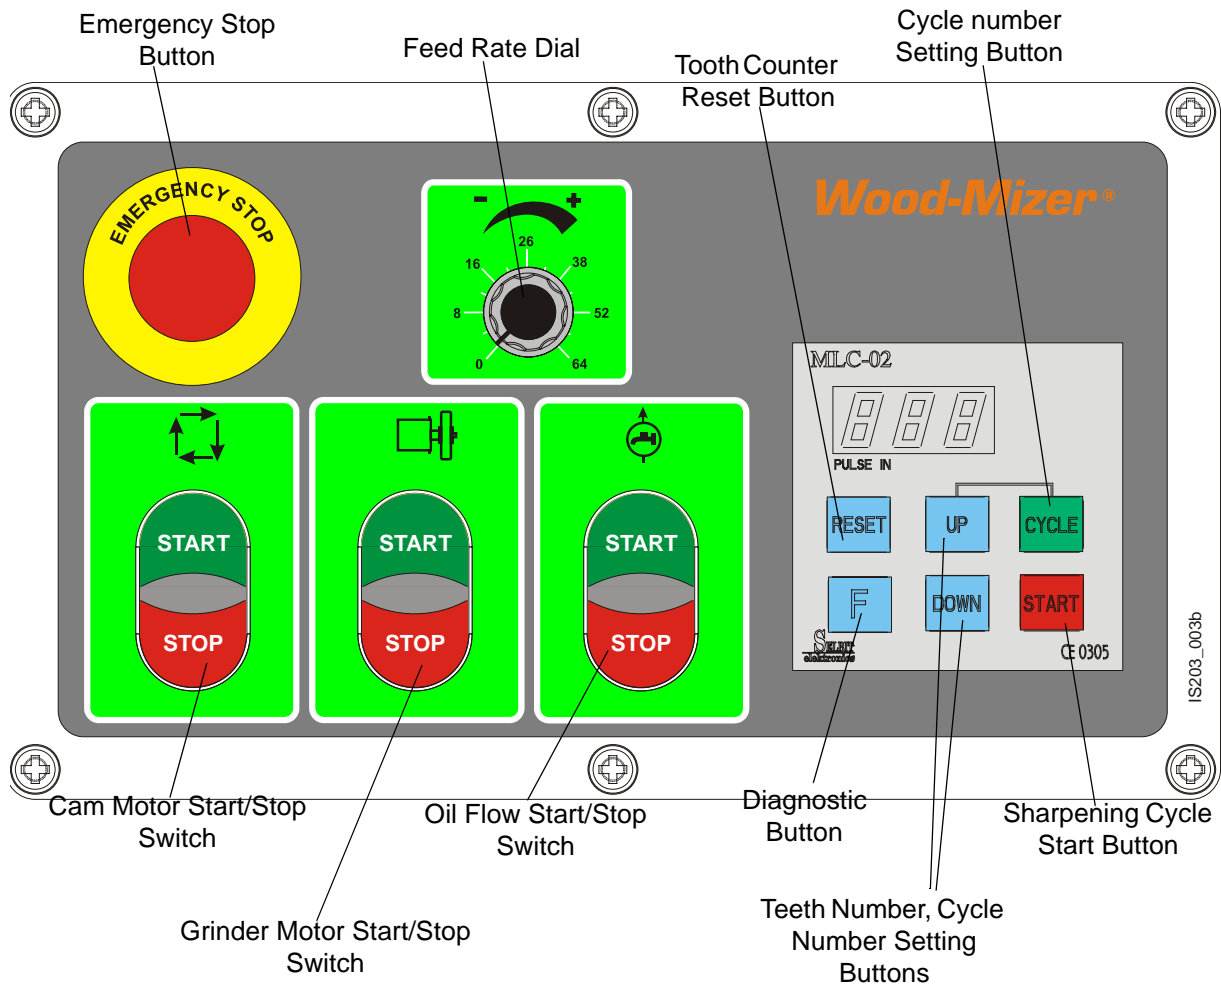 Emergency Stop
Button
Feed Rate Dial
Tooth Counter
Reset Button
Cycle number
Setting Button
EMERGENCY STOP
- +
0
8
16
26
38
52
64
Wood-Mizer®
MLC-02
888
PULSE IN
RESET
UP
CYCLE
F
DOWN
START
SELBIT
elektronics
CE 0305
START
STOP
START
STOP
START
STOP
IS203_003b
Cam Motor Start/Stop
Switch
Grinder Motor Start/Stop
Switch
Oil Flow Start/Stop
Switch
Diagnostic
Button
Teeth Number, Cycle
Number Setting
Buttons
Sharpening Cycle
Start Button